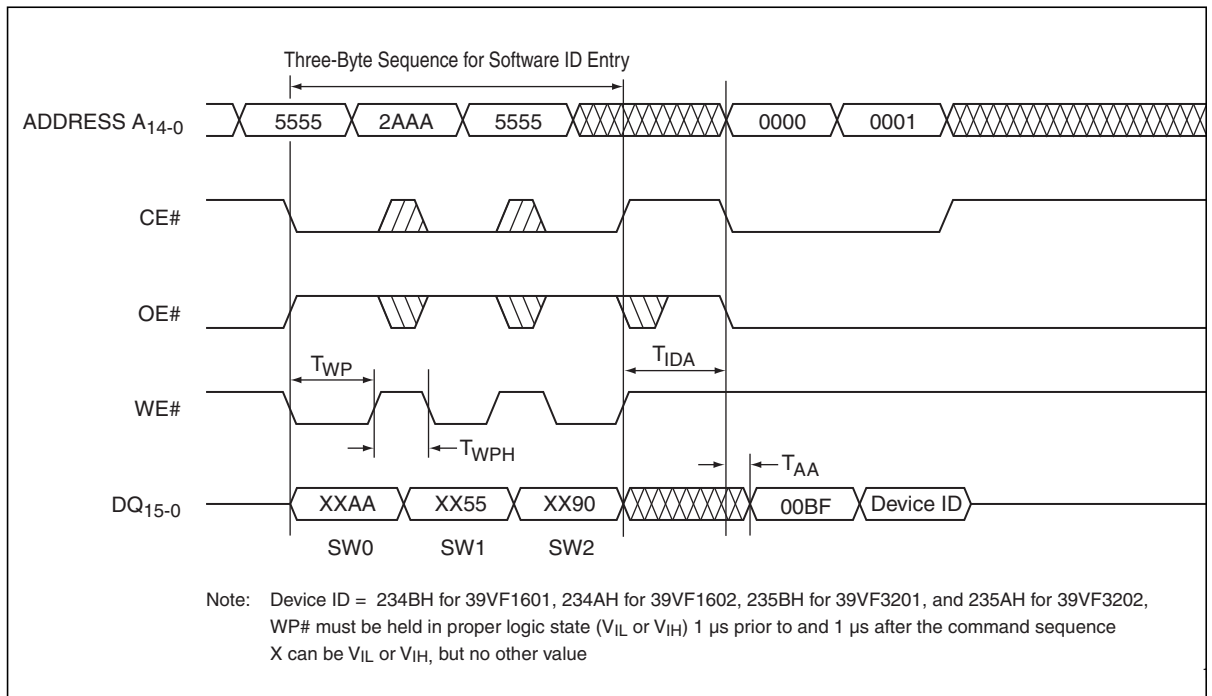 Three-Byte Sequence for Software ID Entry
ADDRESS A14-0
5555 2AAA 5555 0000 0001
CE#
OE#
TWP TIDA
WE#
TWPH TAA
DQ15-0
XXAA XX55 XX90 00BF Device ID
SW0 SW1 SW2
Note: Device ID = 234BH for 39VF1601, 234AH for 39VF1602, 235BH for 39VF3201, and 235AH for 39VF3202,
WP# must be held in proper logic state (VIL or VIH) 1 µs prior to and 1 µs after the command sequence
X can be VIL or VIH, but no other value